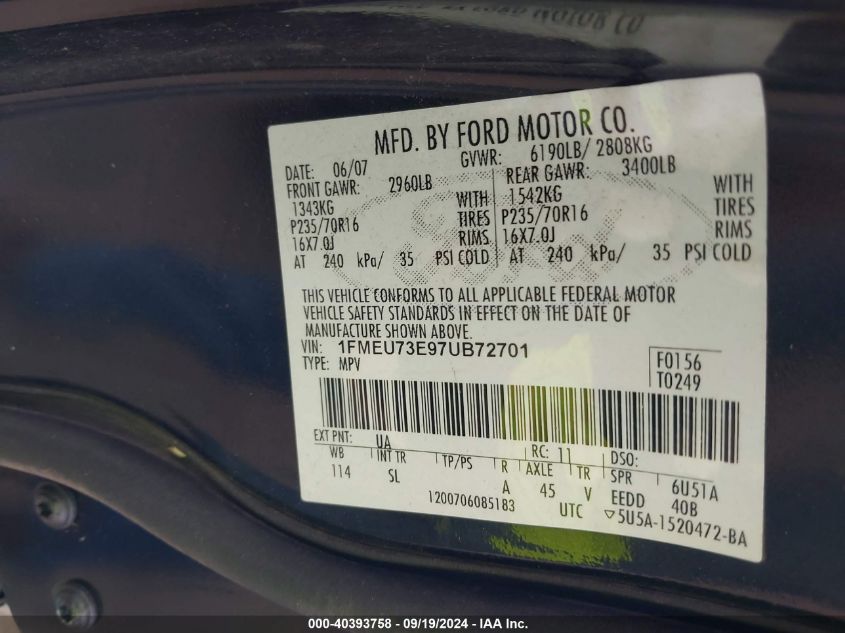 MFD. BY FORD MOTOR CO.
DATE: 06/07 GVWR: 6190LB/ 2808KG
FRONT GAWR: 2960LB REAR GAWR: 3400LB
1343KG WITH 1542KG WITH
P235/70R16 TIRES P235/70R16 TIRES
16X7.0J RIMS 16X7.0J RIMS
AT 240 kPa/ 35 PSI COLD AT 240 kPa/ 35 PSI COLD
THIS VEHICLE CONFORMS TO ALL APPLICABLE FEDERAL MOTOR
VEHICLE SAFETY STANDARDS IN EFFECT ON THE DATE OF
MANUFACTURE SHOWN ABOVE.
VIN: 1FMEU73E97UB72701 F0156
TYPE: MPV T0249
EXT PNT: UA RC: 11 DSO:
WB INT TR TP/PS R AXLE TR SPR 6U51A
114 SL A 45 V EEDD 40B
1200706085183 UTC ▽5U5A-1520472-BA
000-40393758 - 09/19/2024 - IAAI.com